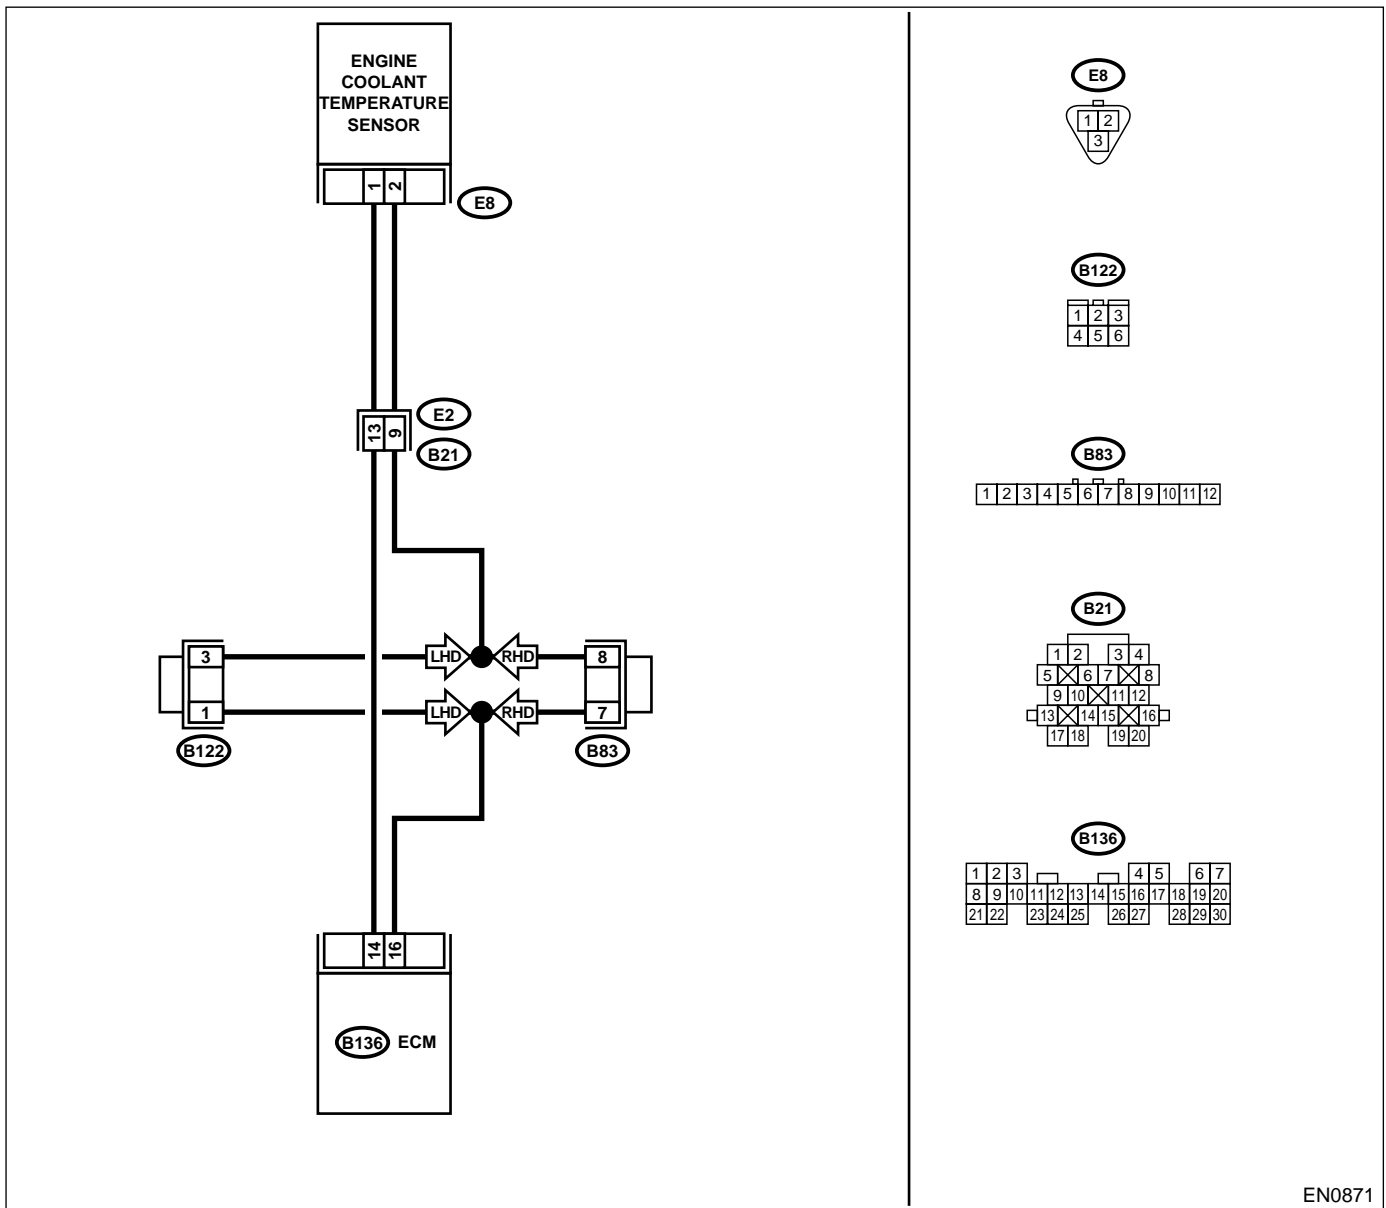 ENGINE
COOLANT
TEMPERATURE
SENSOR
1 2
E8
E2
13 9
B21
3 LHD RHD 8
1 LHD RHD 7
B122 B83
14 16
B136 ECM
E8
1 2
3
B122
1 2 3
4 5 6
B83
1 2 3 4 5 6 7 8 9 10 11 12
B21
1 2 3 4
5 6 7 8
9 10 11 12
13 14 15 16
17 18 19 20
B136
1 2 3 4 5 6 7
8 9 10 11 12 13 14 15 16 17 18 19 20
21 22 23 24 25 26 27 28 29 30
EN0871